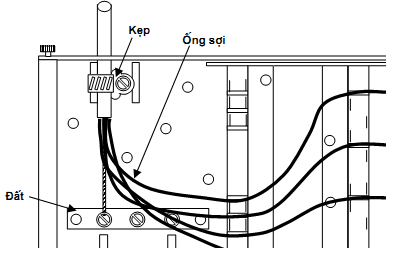 Kẹp
Ống sợi
Đất